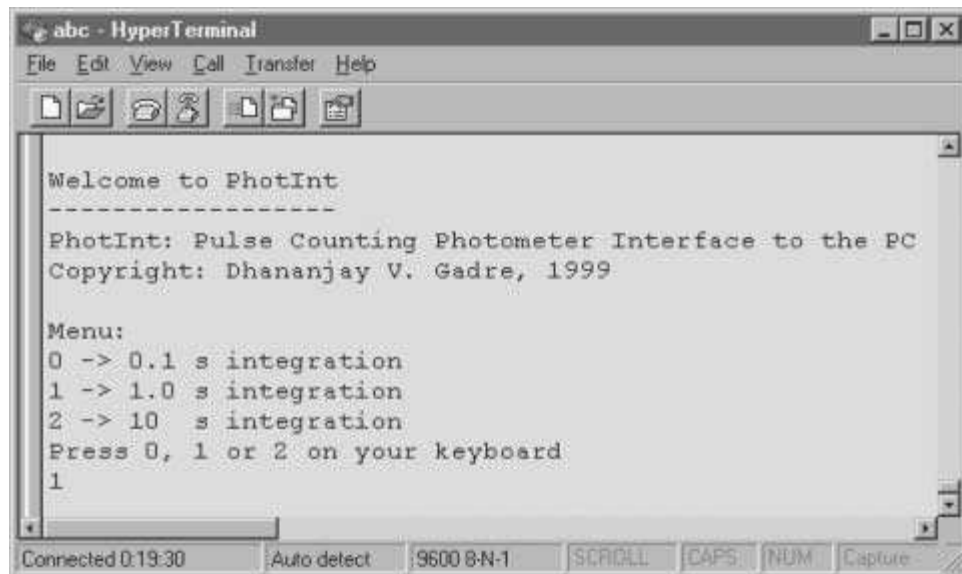 abc - HyperTerminal
File Edit View Call Transfer Help
Welcome to PhotInt
------------------
PhotInt: Pulse Counting Photometer Interface to the PC
Copyright: Dhananjay V. Gadre, 1999
Menu:
0 -> 0.1 s integration
1 -> 1.0 s integration
2 -> 10 s integration
Press 0, 1 or 2 on your keyboard
1
Connected 0:19:30 Auto detect 9600 8-N-1 SCROLL CAPS NUM Capture